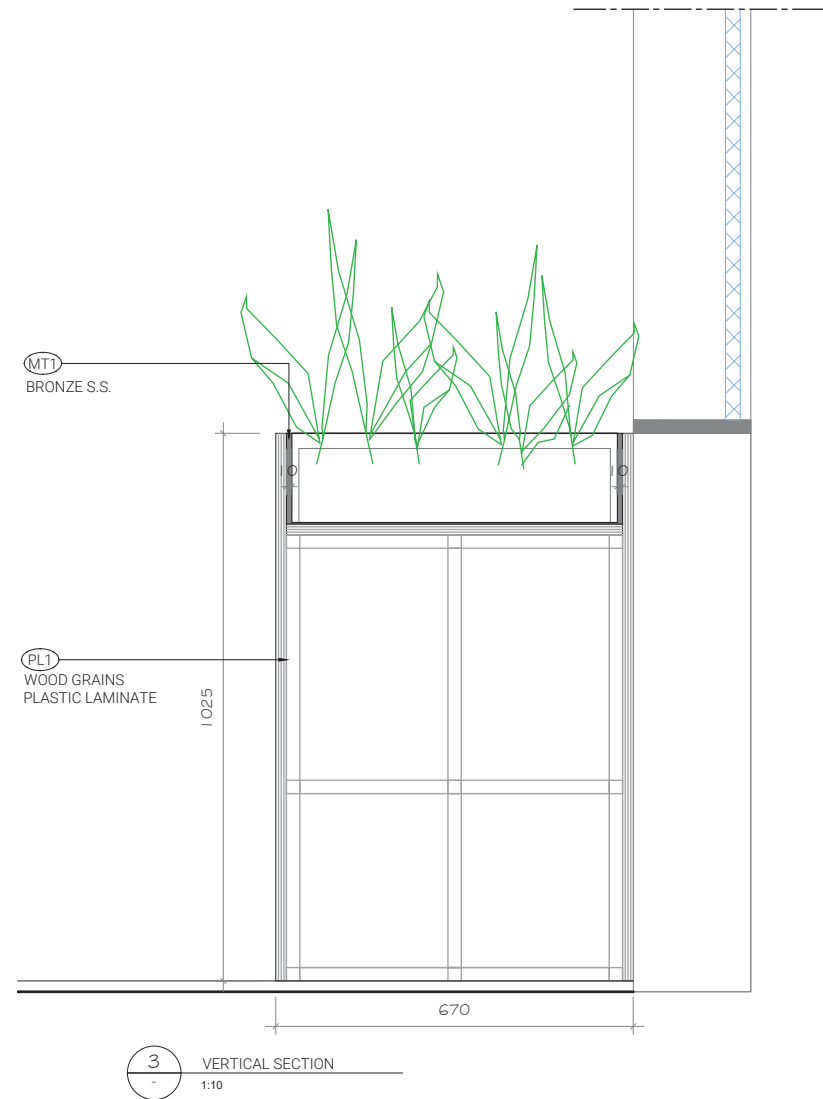 MT1
BRONZE S.S.
10
10
PL1
WOOD GRAINS
PLASTIC LAMINATE
1025
670
3
-
VERTICAL SECTION
1:10